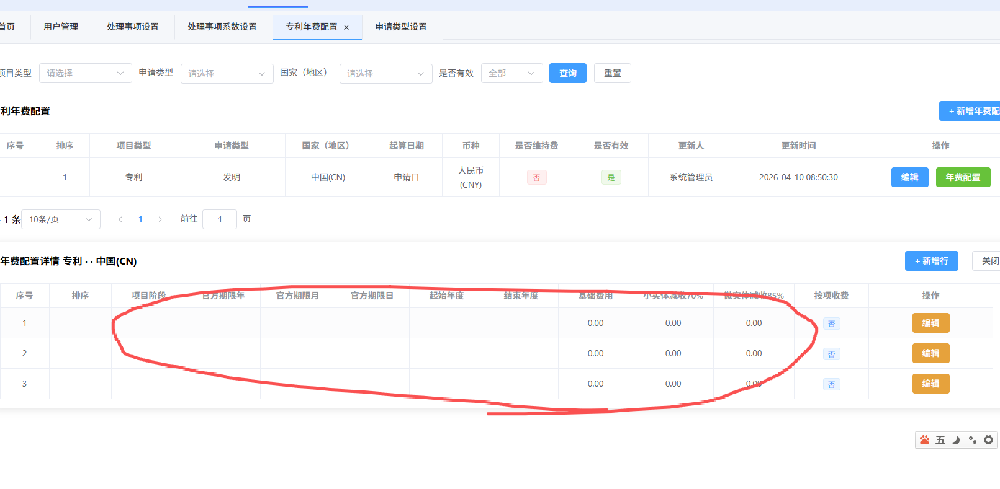 首页 用户管理 处理事项设置 处理事项系数设置 专利年费配置 × 申请类型设置
项目类型 请选择 申请类型 请选择 国家（地区） 请选择 是否有效 全部 查询 重置
利年费配置 + 新增年费配
序号 排序 项目类型 申请类型 国家（地区） 起算日期 币种 是否维持费 是否有效 更新人 更新时间 操作
1 专利 发明 中国(CN) 申请日 人民币 (CNY) 否 是 系统管理员 2026-04-10 08:50:30 编辑 年费配置
1 条 10条/页 < 1 > 前往 1 页
年费配置详情 专利 · · 中国(CN) + 新增行 关闭
序号 排序 项目阶段 官方期限年 官方期限月 官方期限日 起始年度 结束年度 基础费用 小实体减收70% 微实体减收85% 按项收费 操作
1 0.00 0.00 0.00 否 编辑
2 0.00 0.00 0.00 否 编辑
3 0.00 0.00 0.00 否 编辑
五